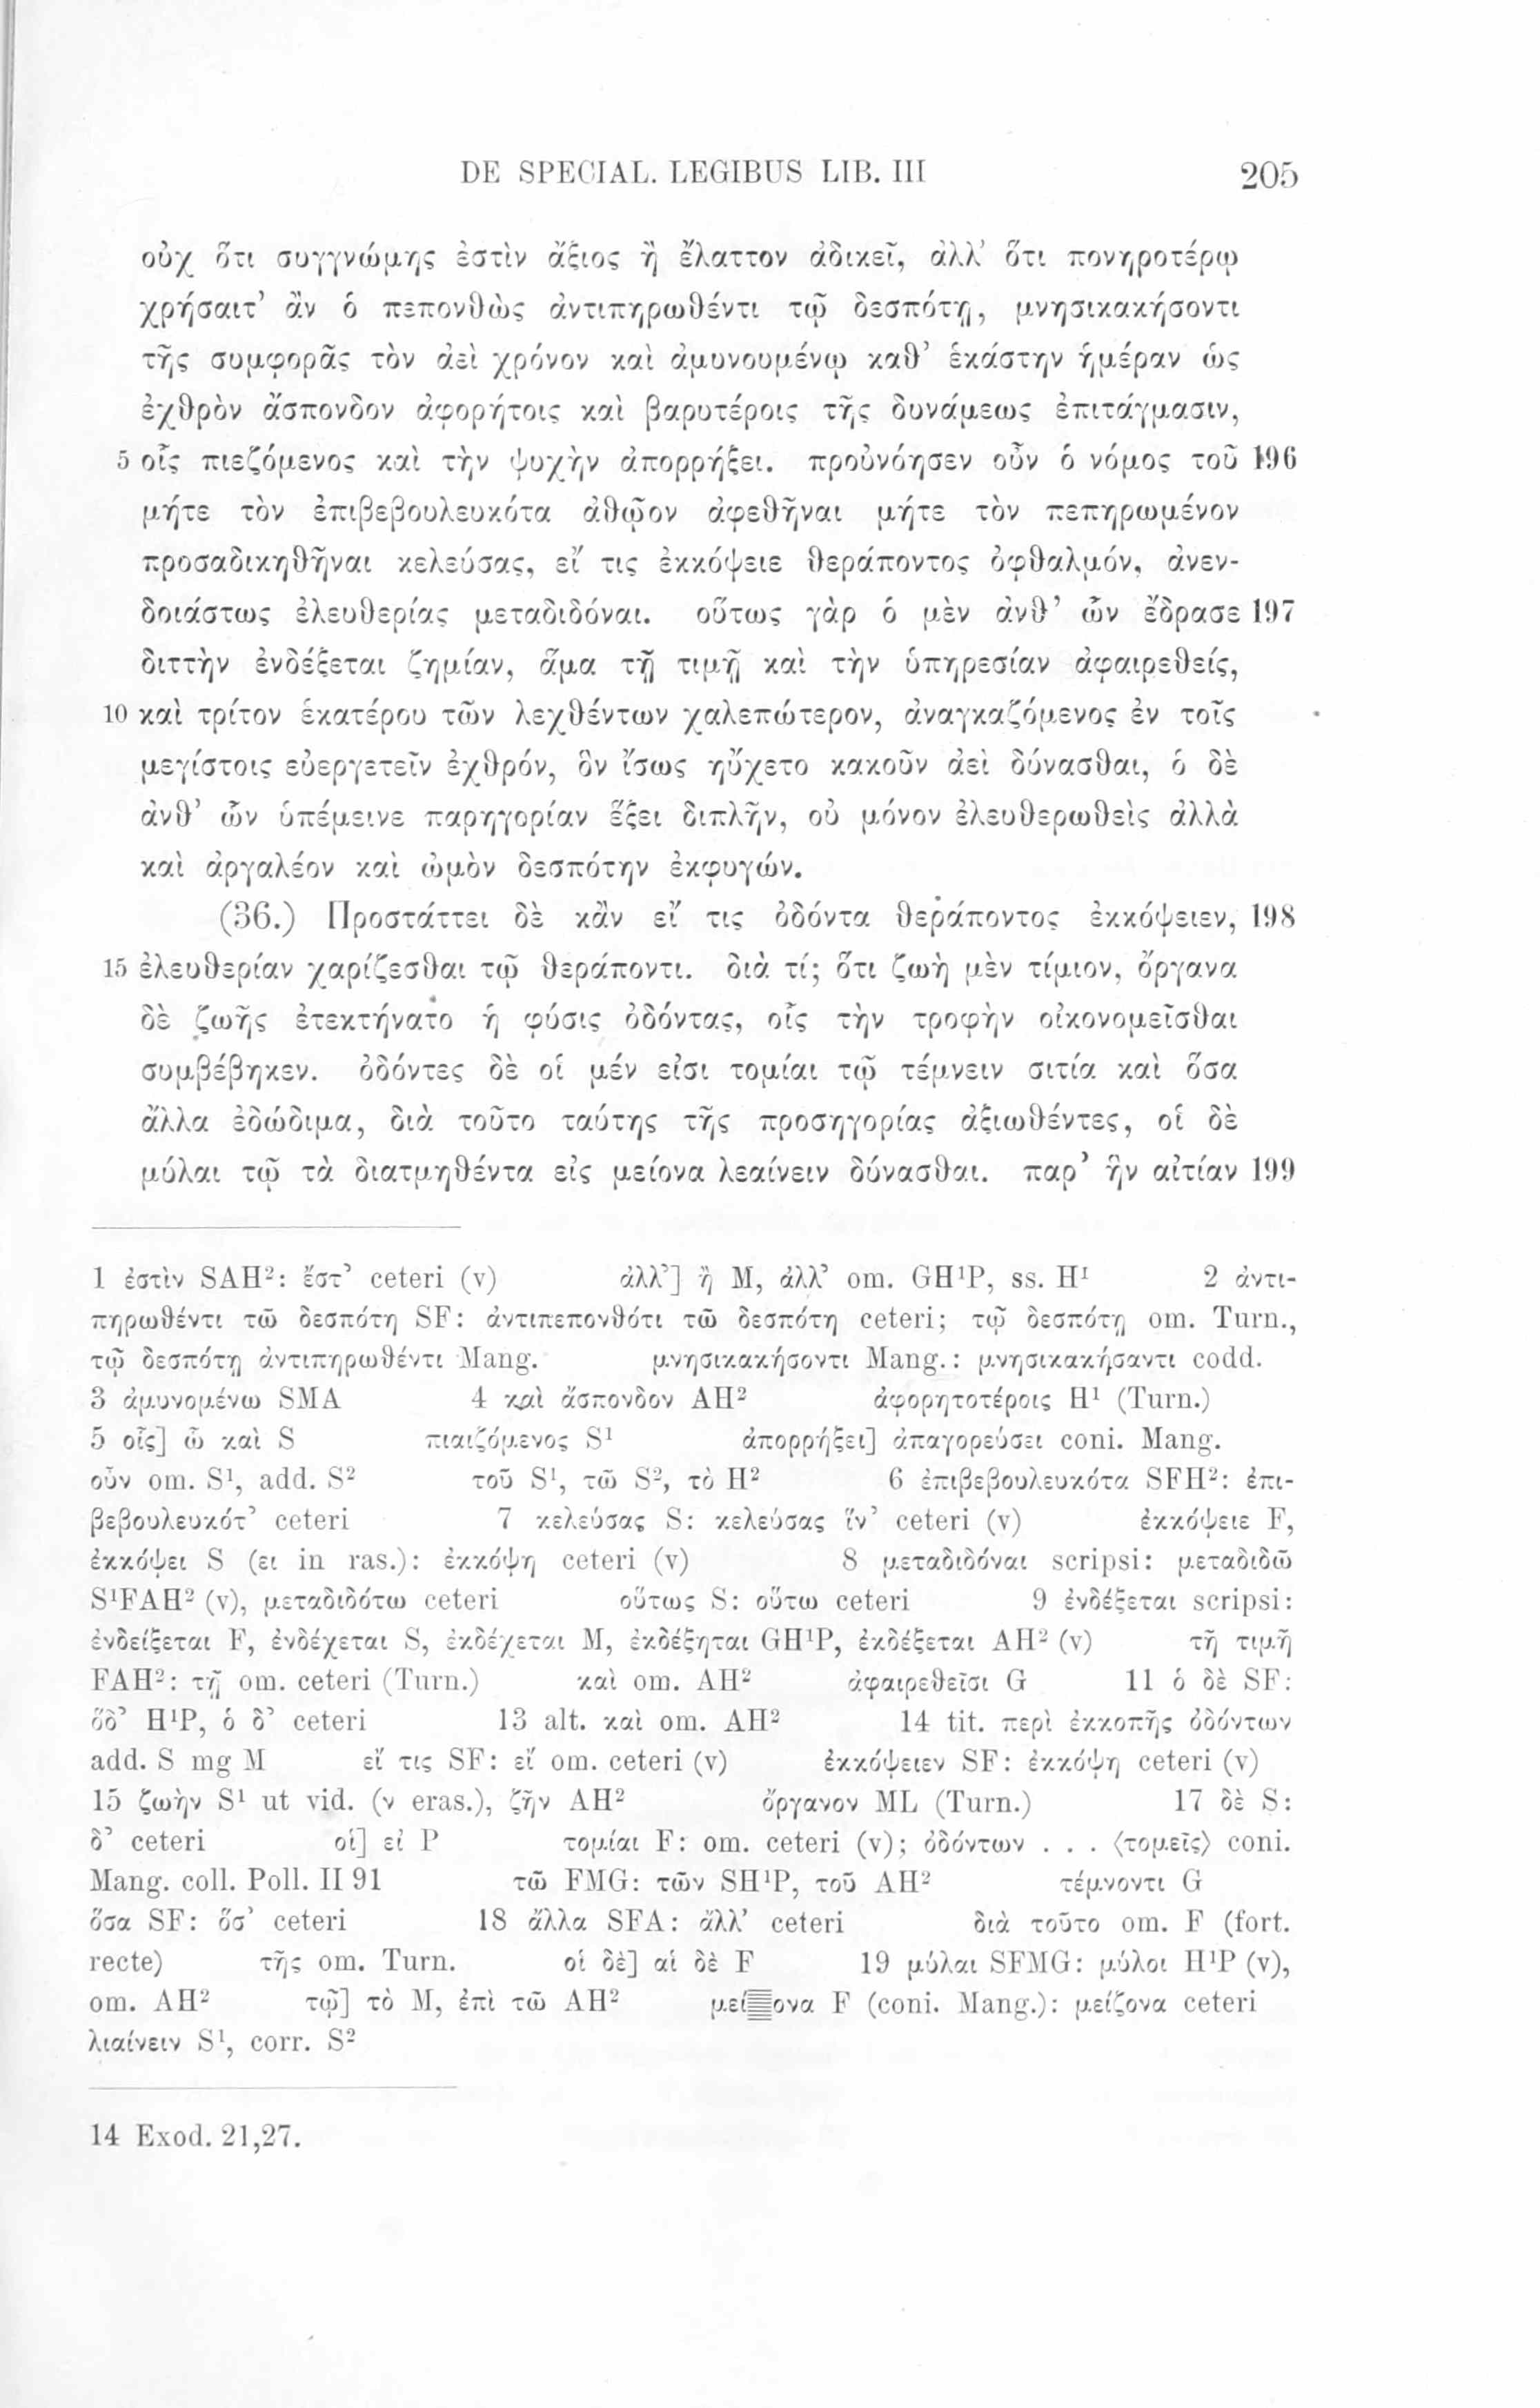 DE SPECIAL. LEGIBUS LIB. III 205
οὐχ ὅτι συγγνώμης ἐστὶν ἄξιος ἢ ἔλαττον ἀδικεῖ, ἀλλ’ ὅτι πονηροτέρῳ
χρήσαιτ’ ἂν ὁ πεπονθὼς ἀντιπηρωθέντι τῷ δεσπότῃ, μνησικακήσοντι
τῆς συμφορᾶς τὸν ἀεὶ χρόνον καὶ ἀμυνουμένῳ καθ’ ἑκάστην ἡμέραν ὡς
ἐχθρὸν ἄσπονδον ἀφορήτοις καὶ βαρυτέροις τῆς δυνάμεως ἐπιτάγμασιν,
5 οἷς πιεζόμενος καὶ τὴν ψυχὴν ἀπορρήξει. προὐνόησεν οὖν ὁ νόμος τοῦ 196
μήτε τὸν ἐπιβεβουλευκότα ἀθῷον ἀφεθῆναι μήτε τὸν πεπηρωμένον
προσαδικηθῆναι κελεύσας, εἴ τις ἐκκόψειε θεράποντος ὀφθαλμόν, ἀνεν-
δοιάστως ἐλευθερίας μεταδιδόναι. οὕτως γὰρ ὁ μὲν ἀνθ’ ὧν ἔδρασε 197
διττὴν ἐνδέξεται ζημίαν, ἅμα τῇ τιμῇ καὶ τὴν ὑπηρεσίαν ἀφαιρεθείς,
10 καὶ τρίτον ἑκατέρου τῶν λεχθέντων χαλεπώτερον, ἀναγκαζόμενος ἐν τοῖς
μεγίστοις εὐεργετεῖν ἐχθρόν, ὃν ἴσως ηὔχετο κακοῦν ἀεὶ δύνασθαι, ὁ δὲ
ἀνθ’ ὧν ὑπέμεινε παρηγορίαν ἕξει διπλῆν, οὐ μόνον ἐλευθερωθεὶς ἀλλὰ
καὶ ἀργαλέον καὶ ὠμὸν δεσπότην ἐκφυγών.
(36.) Προστάττει δὲ κἂν εἴ τις ὀδόντα θεράποντος ἐκκόψειεν, 198
15 ἐλευθερίαν χαρίζεσθαι τῷ θεράποντι. διὰ τί; ὅτι ζωὴ μὲν τίμιον, ὄργανα
δὲ ζωῆς ἐτεκτήνατο ἡ φύσις ὀδόντας, οἷς τὴν τροφὴν οἰκονομεῖσθαι
συμβέβηκεν. ὀδόντες δὲ οἱ μέν εἰσι τομίαι τῷ τέμνειν σιτία καὶ ὅσα
ἄλλα ἐδώδιμα, διὰ τοῦτο ταύτης τῆς προσηγορίας ἀξιωθέντες, οἱ δὲ
μύλαι τῷ τὰ διατμηθέντα εἰς μείονα λεαίνειν δύνασθαι. παρ’ ἣν αἰτίαν 199
1 ἐστὶν SAH²: ἔστ’ ceteri (v) ἀλλ’] ἢ M, ἀλλ’ om. GH¹P, ss. H¹ 2 ἀντι-
πηρωθέντι τῶ δεσπότη SF: ἀντιπεπονθότι τῶ δεσπότη ceteri; τῷ δεσπότῃ om. Turn.,
τῷ δεσπότῃ ἀντιπηρωθέντι Mang. μνησικακήσοντι Mang.: μνησικακήσαντι codd.
3 ἀμυνομένω SMA 4 καὶ ἄσπονδον AH² ἀφορητοτέροις H¹ (Turn.)
5 οἷς] ὦ καὶ S πιαιζόμενος S¹ ἀπορρήξει] ἀπαγορεύσει coni. Mang.
οὖν om. S¹, add. S² τοῦ S¹, τῶ S², τὸ H² 6 ἐπιβεβουλευκότα SFH²: ἐπι-
βεβουλευκότ’ ceteri 7 κελεύσας S: κελεύσας ἵν’ ceteri (v) ἐκκόψειε F,
ἐκκόψει S (ει in ras.): ἐκκόψη ceteri (v) 8 μεταδιδόναι scripsi: μεταδιδῶ
S¹FAH² (v), μεταδιδότω ceteri οὕτως S: οὕτω ceteri 9 ἐνδέξεται scripsi:
ἐνδείξεται F, ἐνδέχεται S, ἐκδέχεται M, ἐκδέξηται GH¹P, ἐκδέξεται AH² (v) τῆ τιμῆ
FAH²: τῇ om. ceteri (Turn.) καὶ om. AH² ἀφαιρεθεῖσι G 11 ὁ δὲ SF:
ὅδ’ H¹P, ὁ δ’ ceteri 13 alt. καὶ om. AH² 14 tit. περὶ ἐκκοπῆς ὀδόντων
add. S mg M εἴ τις SF: εἴ om. ceteri (v) ἐκκόψειεν SF: ἐκκόψη ceteri (v)
15 ζωὴν S¹ ut vid. (ν eras.), ζῆν AH² ὄργανον ML (Turn.) 17 δὲ S:
δ’ ceteri οἱ] εἰ P τομίαι F: om. ceteri (v); ὀδόντων . . . ⟨τομεῖς⟩ coni.
Mang. coll. Poll. II 91 τῶ FMG: τῶν SH¹P, τοῦ AH² τέμνοντι G
ὅσα SF: ὅσ’ ceteri 18 ἄλλα SFA: ἄλλ’ ceteri διὰ τοῦτο om. F (fort.
recte) τῆς om. Turn. οἱ δὲ] αἱ δὲ F 19 μύλαι SFMG: μύλοι H¹P (v),
om. AH² τῷ] τὸ M, ἐπὶ τῶ AH² μείονα F (coni. Mang.): μείζονα ceteri
λιαίνειν S¹, corr. S²
14 Exod. 21,27.